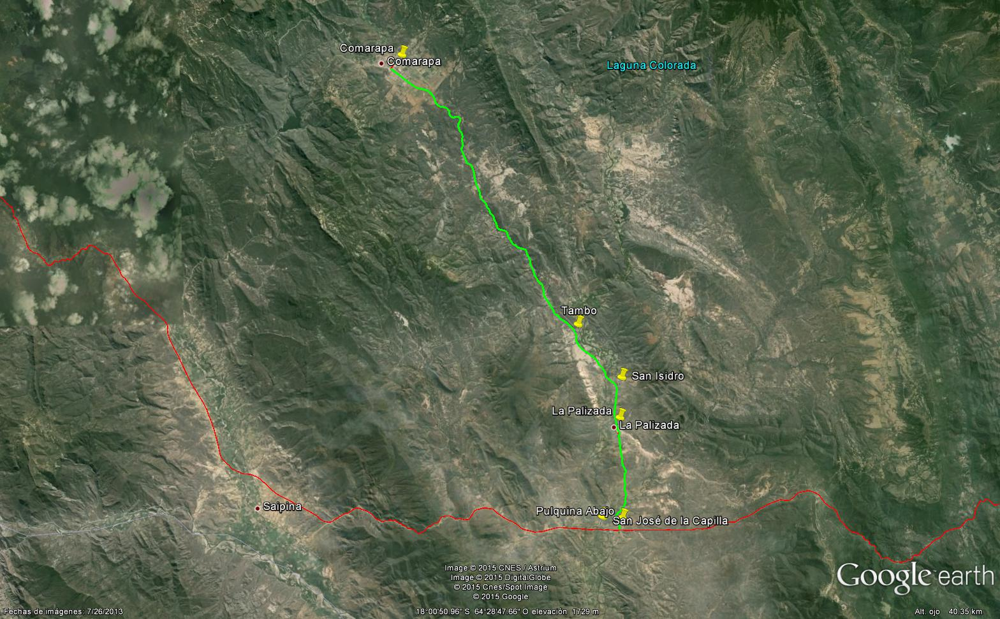 Comarapa
Comarapa
Laguna Colorada
Tambo
San Isidro
La Palizada
La Palizada
Saipina
Pulquina Abajo
San José de la Capilla
Image © 2015 CNES / Astrium
Image © 2015 DigitalGlobe
© 2015 Cnes/Spot Image
© 2015 Google
Google™ earth
Fechas de imágenes: 7/26/2013
18°00'50.96" S 64°28'47.66" O elevación 1729 m
Alt. ojo 40.35 km